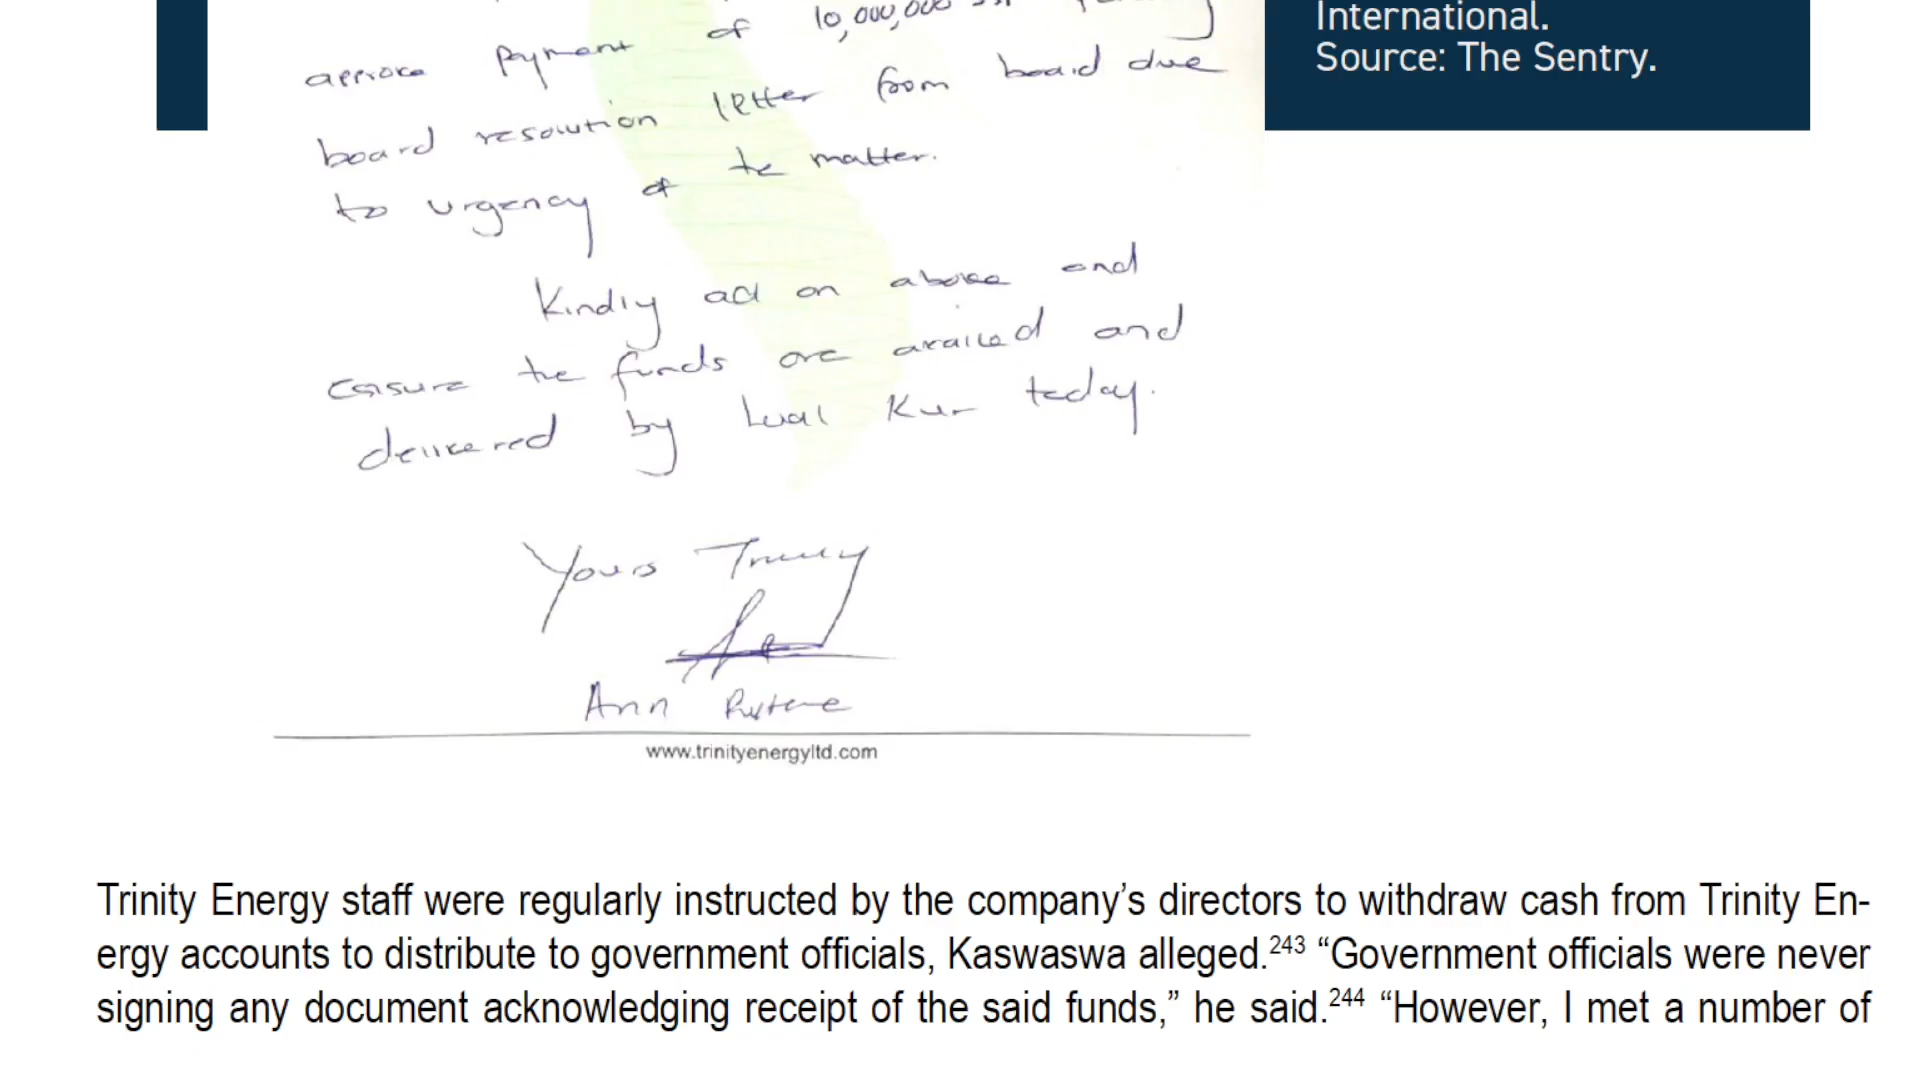 of 10,000,000
International.
Source: The Sentry.
approve payment
board resolution letter from board due
to urgency of te matter.
Kindly act on above and
ensure the funds are availed and
delivered by Lual Kur today.
Yours Truly
Ann
www.trinityenergyltd.com
Trinity Energy staff were regularly instructed by the company’s directors to withdraw cash from Trinity En-
ergy accounts to distribute to government officials, Kaswaswa alleged.243 “Government officials were never
signing any document acknowledging receipt of the said funds,” he said.244 “However, I met a number of